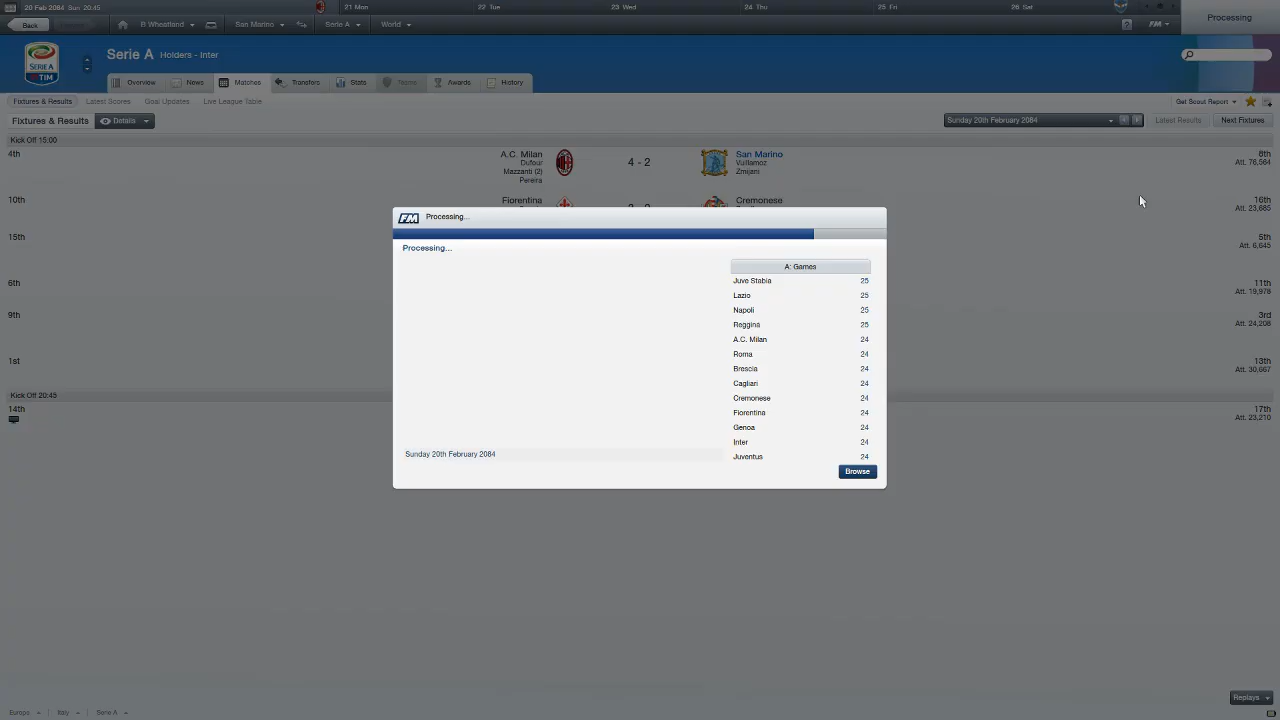 20 Feb 2084 Sun 20:45
21 Mon
22 Tue
23 Wed
24 Thu
25 Fri
26 Sat
Processing
Back
B Wheatland
San Marino
Serie A
World
FM
SERIE A
TIM
Serie A Holders - Inter
Overview
News
Matches
Transfers
Stats
Teams
Awards
History
Fixtures & Results
Latest Scores
Goal Updates
Live League Table
Get Scout Report
Fixtures & Results
Details
Sunday 20th February 2084
Latest Results
Next Fixtures
Kick Off 15:00
4th
A.C. Milan
Dufour
Mazzanti (2)
Pereira
4 - 2
San Marino
Vuillamoz
Zmijani
8th
Att. 76,564
10th
Fiorentina
Cremonese
16th
Att. 23,685
15th
5th
Att. 6,645
6th
11th
Att. 19,978
9th
3rd
Att. 24,208
1st
13th
Att. 30,667
Kick Off 20:45
14th
17th
Att. 23,210
FM Processing...
Processing...
A: Games
Juve Stabia 25
Lazio 25
Napoli 25
Reggina 25
A.C. Milan 24
Roma 24
Brescia 24
Cagliari 24
Cremonese 24
Fiorentina 24
Genoa 24
Inter 24
Juventus 24
Sunday 20th February 2084
Browse
Replays
Europe
Italy
Serie A